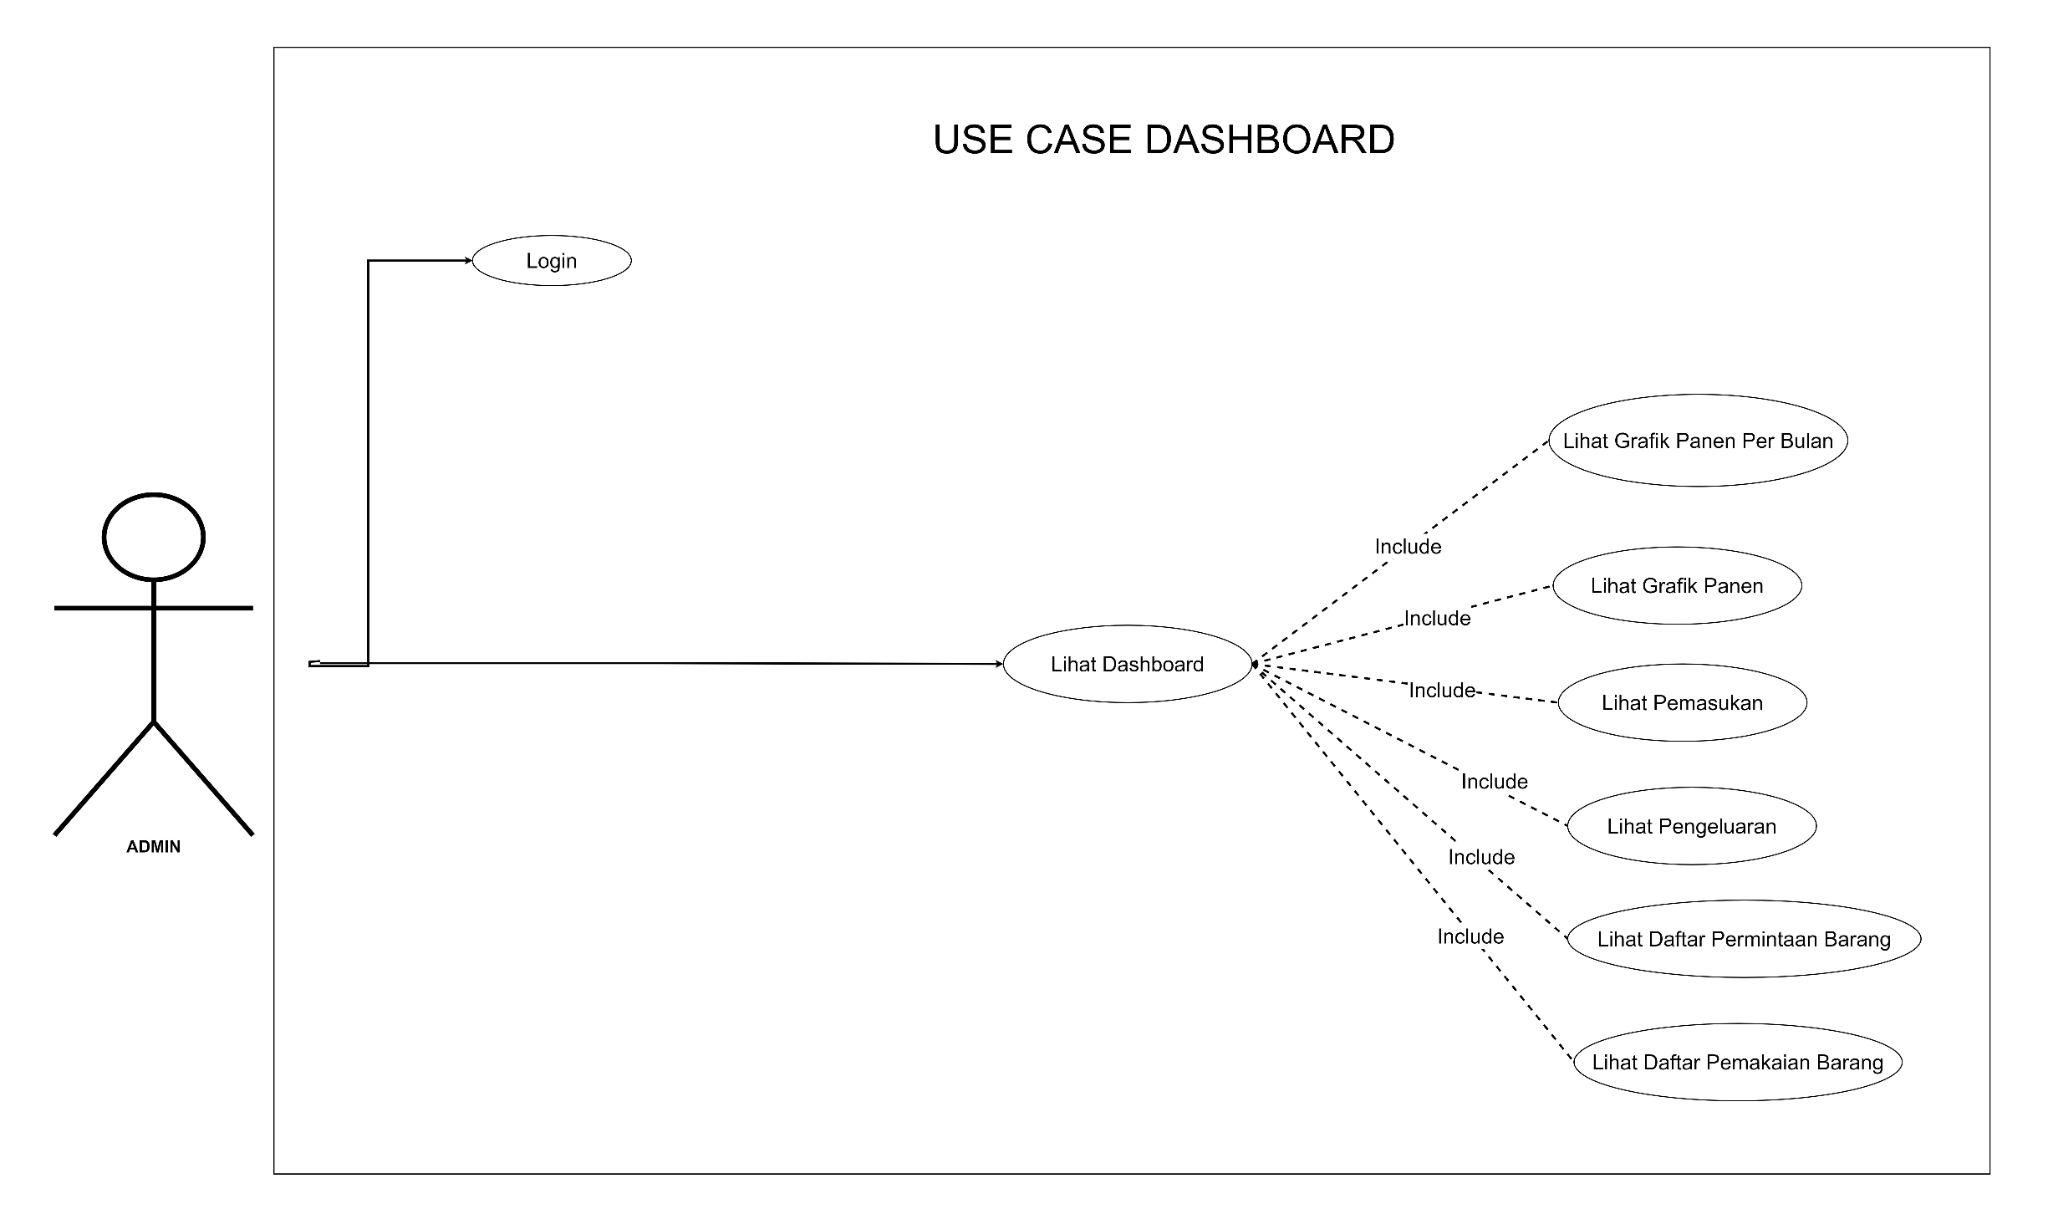 USE CASE DASHBOARD
Login
Lihat Grafik Panen Per Bulan
Include
Lihat Grafik Panen
Include
Lihat Dashboard
Include
Lihat Pemasukan
Include
Lihat Pengeluaran
ADMIN
Include
Include
Lihat Daftar Permintaan Barang
Lihat Daftar Pemakaian Barang